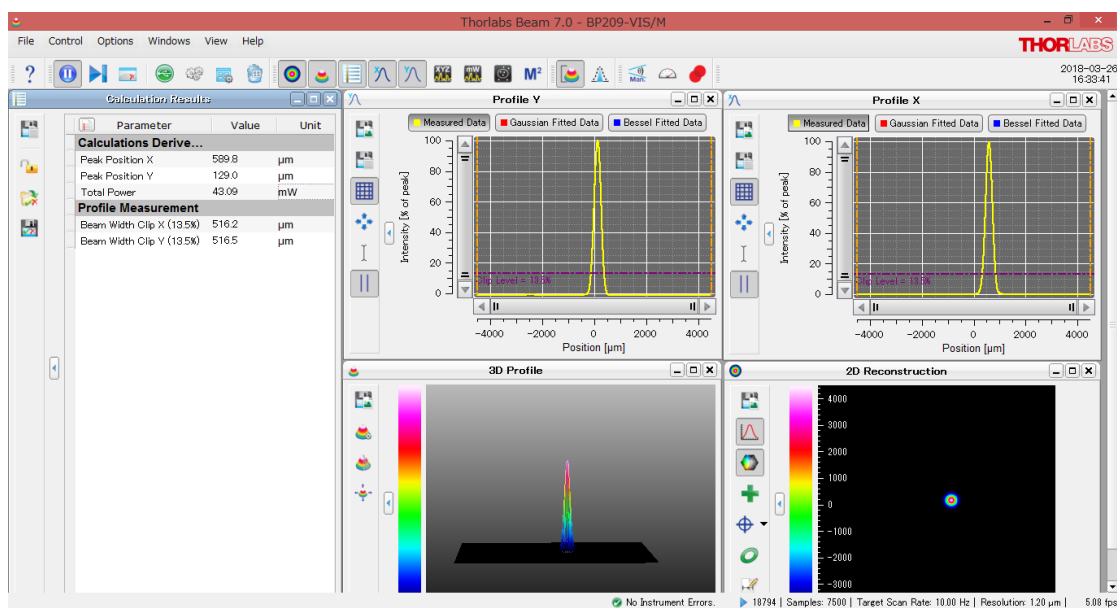 Thorlabs Beam 7.0 - BP209-VIS/M
File Control Options Windows View Help
THORLABS
? XYZ mW M² Man.
2018-03-26
16:33:41
Calculation Results
Parameter Value Unit
Calculations Derive...
Peak Position X 589.8 µm
Peak Position Y 129.0 µm
Total Power 43.09 mW
Profile Measurement
Beam Width Clip X (13.5%) 516.2 µm
Beam Width Clip Y (13.5%) 516.5 µm
Profile Y
Measured Data Gaussian Fitted Data Bessel Fitted Data
Intensity [% of peak]
100
80
60
40
20
0
Clip Level = 13.5%
-4000 -2000 0 2000 4000
Position [µm]
Profile X
Measured Data Gaussian Fitted Data Bessel Fitted Data
Intensity [% of peak]
100
80
60
40
20
0
Clip Level = 13.5%
-4000 -2000 0 2000 4000
Position [µm]
3D Profile
2D Reconstruction
4000
3000
2000
1000
0
-1000
-2000
-3000
No Instrument Errors. 18794 | Samples: 7500 | Target Scan Rate: 10.00 Hz | Resolution: 1.20 µm | 5.08 fps